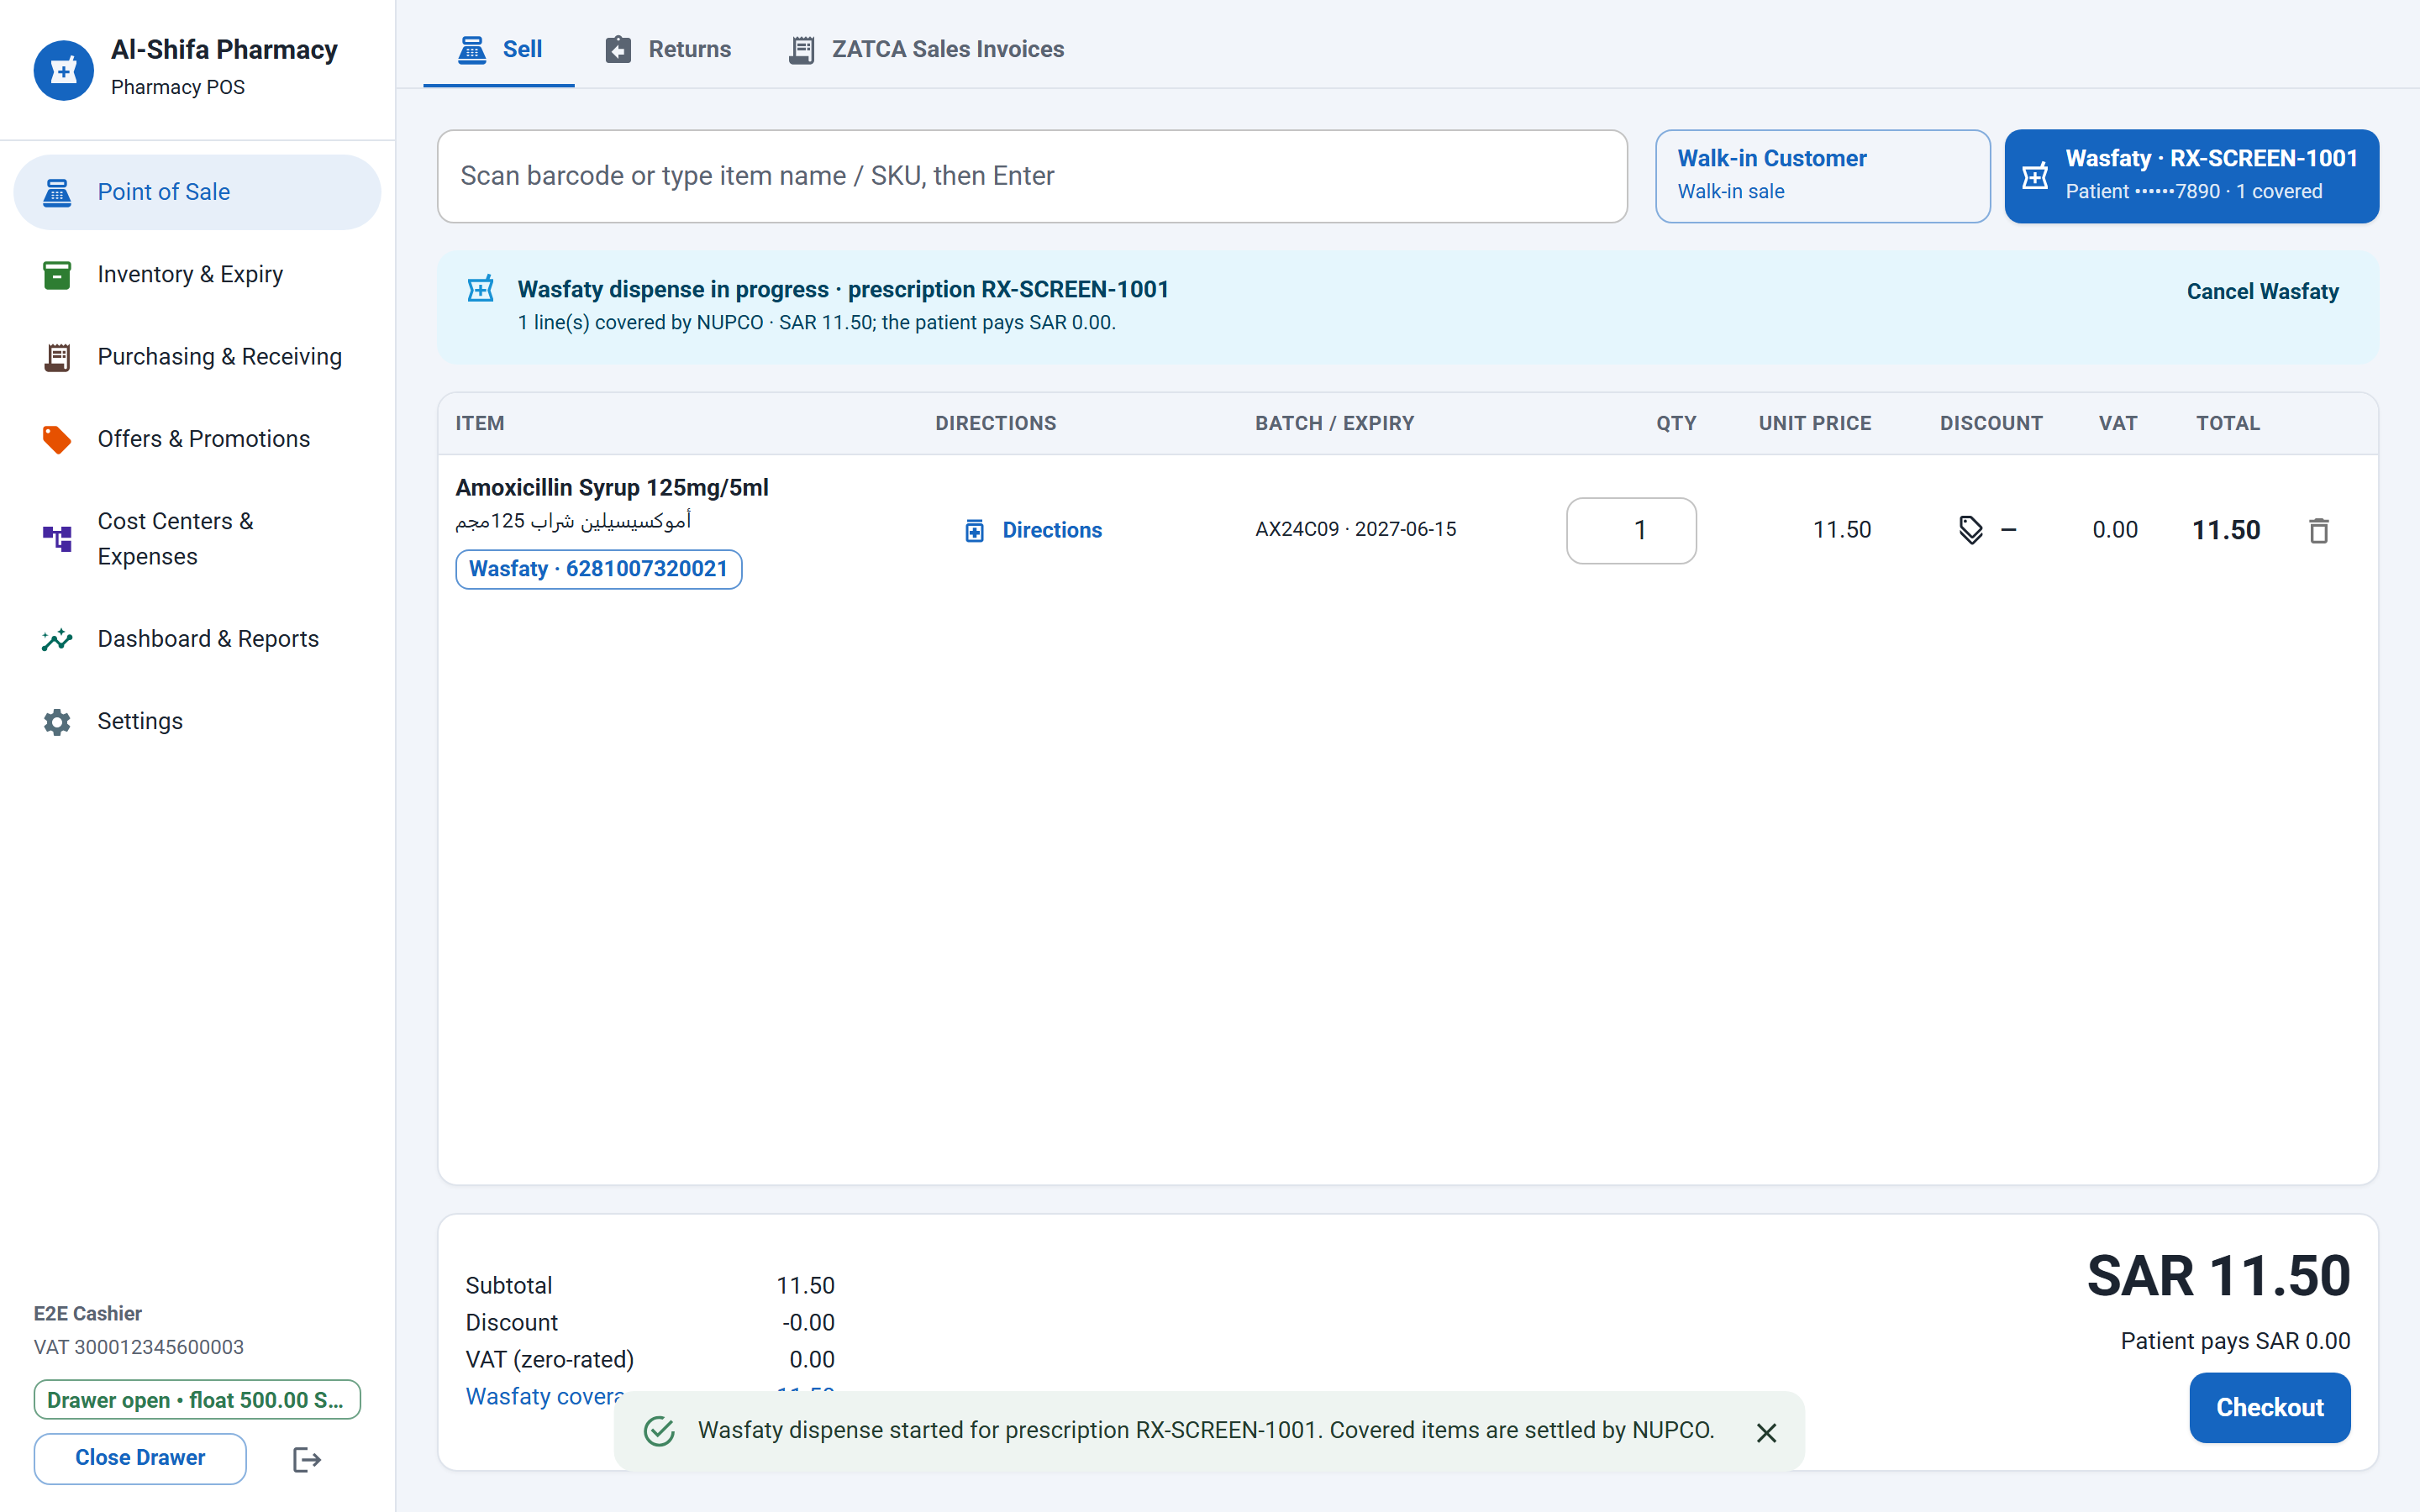 Al-Shifa Pharmacy
Pharmacy POS
Point of Sale
Inventory & Expiry
Purchasing & Receiving
Offers & Promotions
Cost Centers &
Expenses
Dashboard & Reports
Settings
E2E Cashier
VAT 300012345600003
Drawer open • float 500.00 S...
Close Drawer
Sell
Returns
ZATCA Sales Invoices
Scan barcode or type item name / SKU, then Enter
Walk-in Customer
Walk-in sale
Wasfaty · RX-SCREEN-1001
Patient ••••••7890 · 1 covered
Wasfaty dispense in progress · prescription RX-SCREEN-1001
1 line(s) covered by NUPCO · SAR 11.50; the patient pays SAR 0.00.
Cancel Wasfaty
ITEM DIRECTIONS BATCH / EXPIRY QTY UNIT PRICE DISCOUNT VAT TOTAL
Amoxicillin Syrup 125mg/5ml
أموكسيسيلين شراب 125مجم
Wasfaty · 6281007320021
Directions
AX24C09 · 2027-06-15
1
11.50
–
0.00
11.50
Subtotal 11.50
Discount -0.00
VAT (zero-rated) 0.00
Wasfaty
SAR 11.50
Patient pays SAR 0.00
Checkout
Wasfaty dispense started for prescription RX-SCREEN-1001. Covered items are settled by NUPCO.